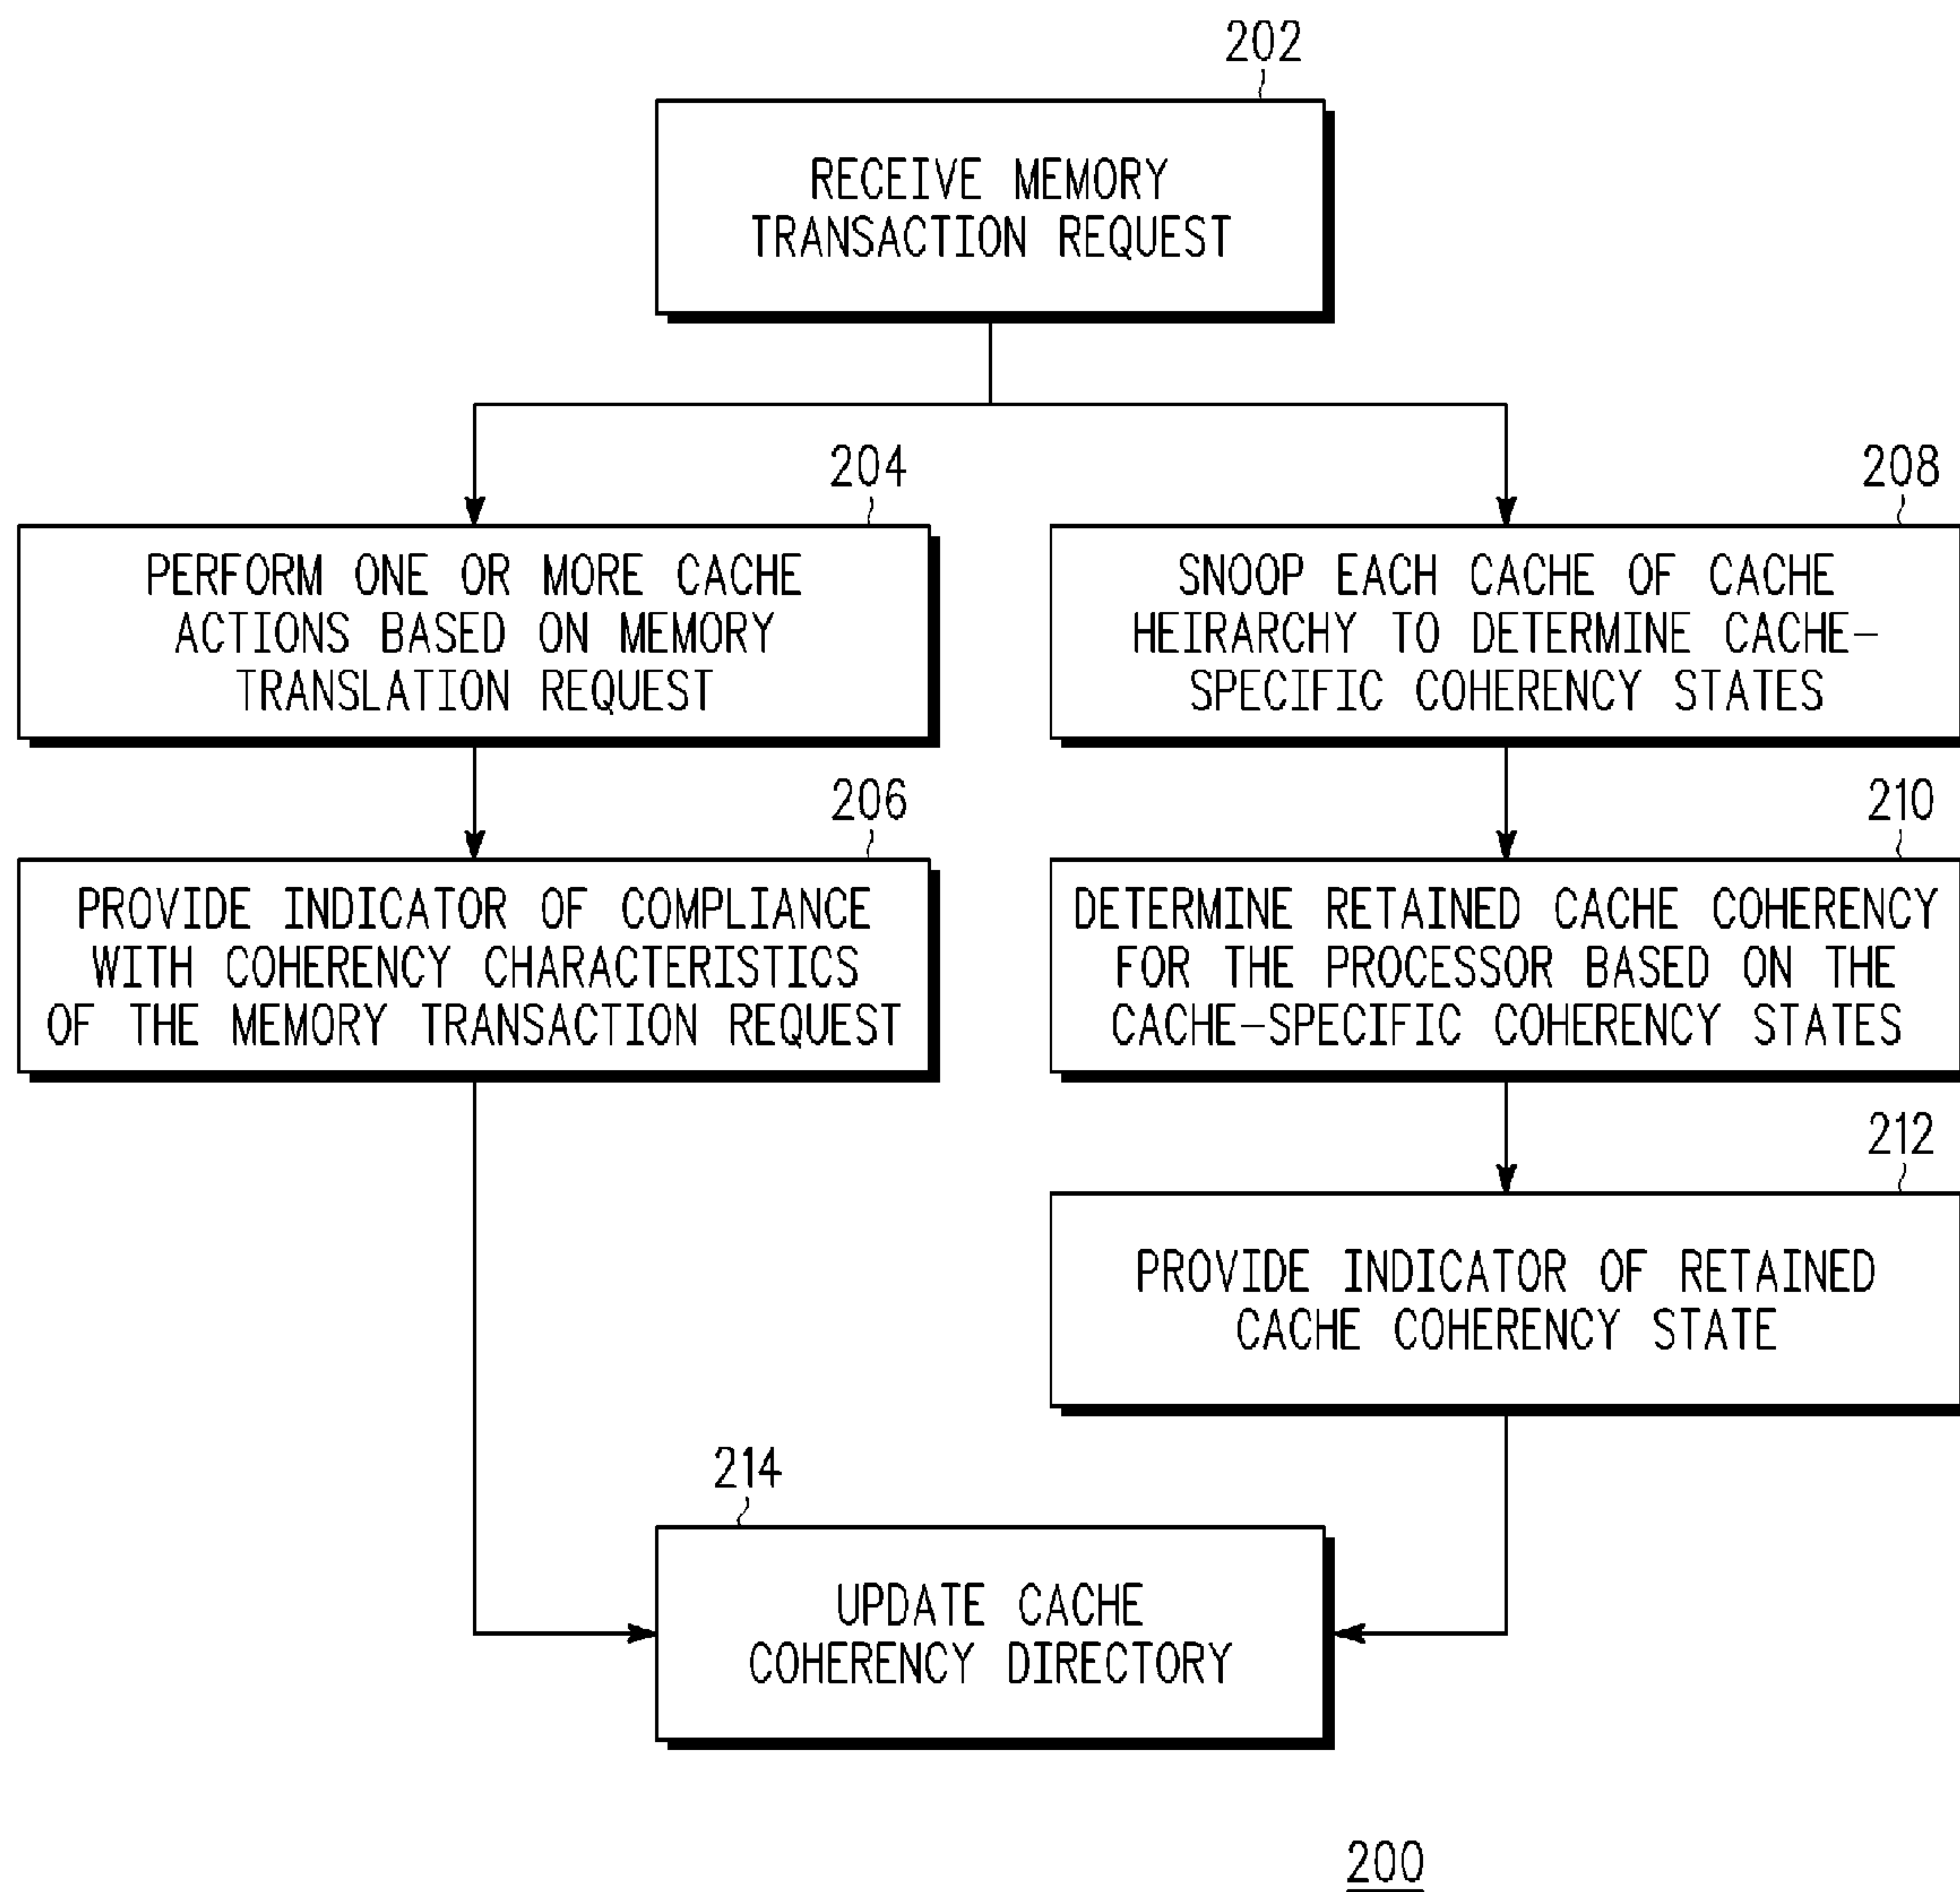 202
RECEIVE MEMORY
TRANSACTION REQUEST
204
PERFORM ONE OR MORE CACHE
ACTIONS BASED ON MEMORY
TRANSLATION REQUEST
208
SNOOP EACH CACHE OF CACHE
HEIRARCHY TO DETERMINE CACHE-
SPECIFIC COHERENCY STATES
206
PROVIDE INDICATOR OF COMPLIANCE
WITH COHERENCY CHARACTERISTICS
OF THE MEMORY TRANSACTION REQUEST
210
DETERMINE RETAINED CACHE COHERENCY
FOR THE PROCESSOR BASED ON THE
CACHE-SPECIFIC COHERENCY STATES
212
PROVIDE INDICATOR OF RETAINED
CACHE COHERENCY STATE
214
UPDATE CACHE
COHERENCY DIRECTORY
200